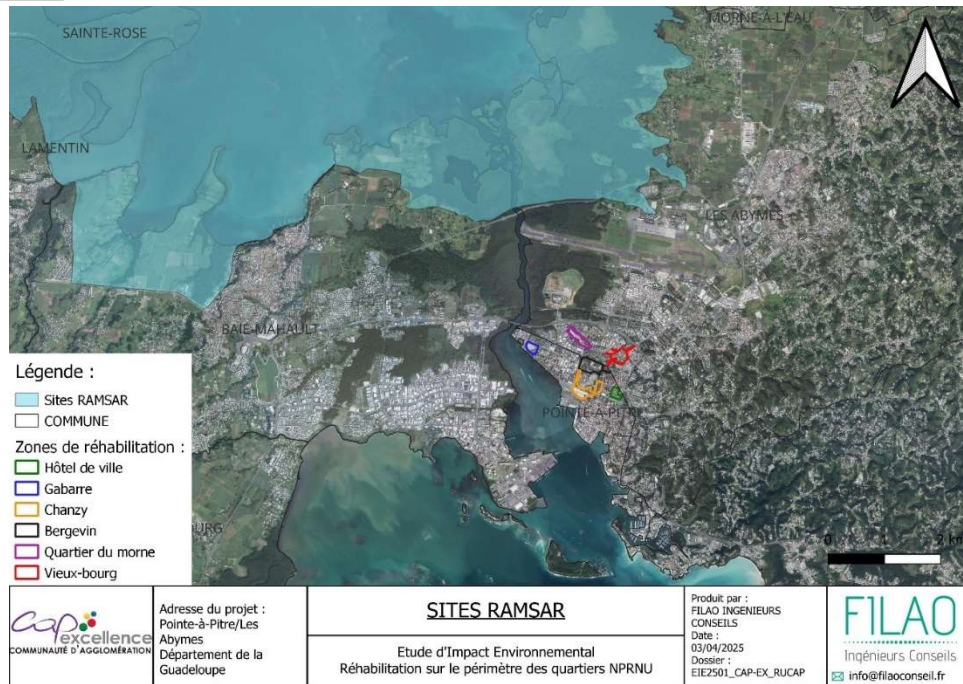 SAINTE-ROSE
MORNE-À-L'EAU
LAMENTIN
LES ABYMES
BAIE-MAHAULT
POINTE-À-PITRE
Légende :
Sites RAMSAR
COMMUNE
Zones de réhabilitation :
Hôtel de ville
Gabarre
Chanzy
Bergevin
Quartier du morne
Vieux-bourg
0 1 2 km
cap excellence
COMMUNAUTÉ D'AGGLOMÉRATION
Adresse du projet :
Pointe-à-Pitre/Les
Abymes
Département de la
Guadeloupe
SITES RAMSAR
Etude d'Impact Environnemental
Réhabilitation sur le périmètre des quartiers NPRNU
Produit par :
FILAO INGENIEURS
CONSEILS
Date :
03/04/2025
Dossier :
EIE2501_CAP-EX_RUCAP
FILAO
Ingénieurs Conseils
info@filaoconseil.fr